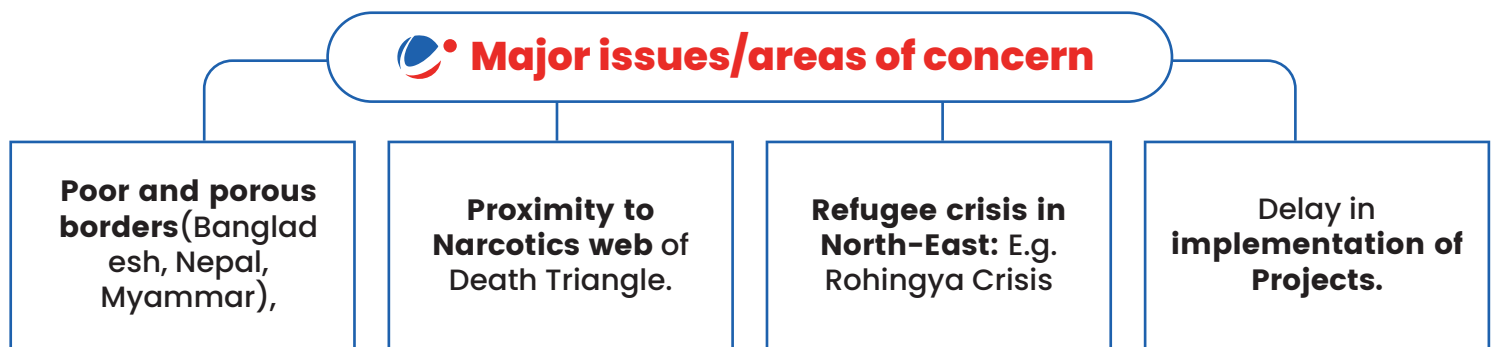 Major issues/areas of concern
Poor and porous
borders(Banglad
esh, Nepal,
Myammar),
Proximity to
Narcotics web of
Death Triangle.
Refugee crisis in
North-East: E.g.
Rohingya Crisis
Delay in
implementation of
Projects.